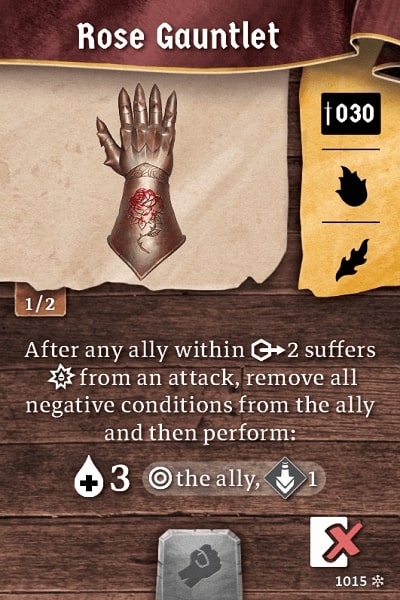 Rose Gauntlet
030
1/2
After any ally within 2 suffers
from an attack, remove all
negative conditions from the ally
and then perform:
3 the ally, 1
1015